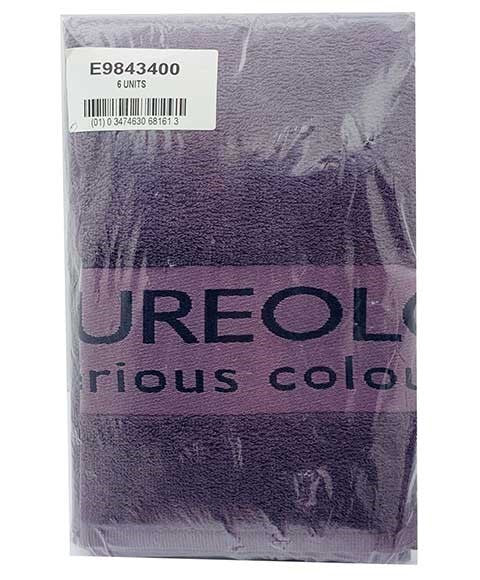 E9843400
6 UNITS
(01) 0 3474630 68161 3
UREOLO
rious colou